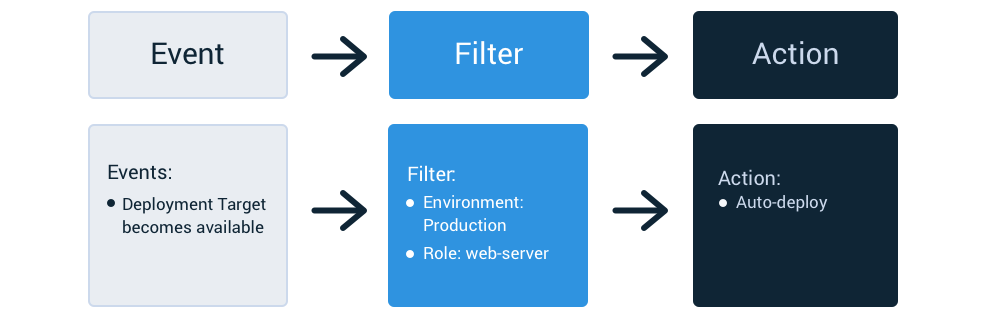 Event
Filter
Action
Events:
• Deployment Target
becomes available
Filter:
• Environment:
Production
• Role: web-server
Action:
• Auto-deploy